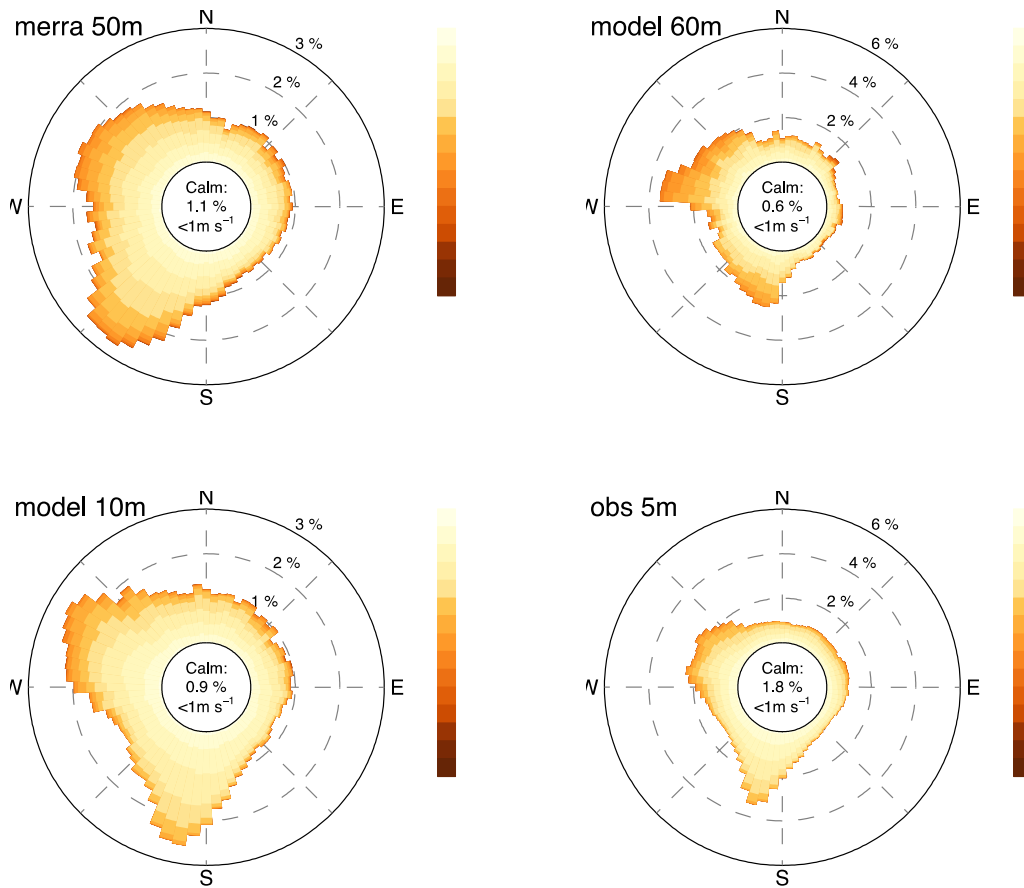 merra 50m
N
3 %
2 %
1 %
Calm:
1.1 %
<1m s⁻¹
W
E
S
model 60m
N
6 %
4 %
2 %
Calm:
0.6 %
<1m s⁻¹
W
E
S
model 10m
N
3 %
2 %
1 %
Calm:
0.9 %
<1m s⁻¹
W
E
S
obs 5m
N
6 %
4 %
2 %
Calm:
1.8 %
<1m s⁻¹
W
E
S